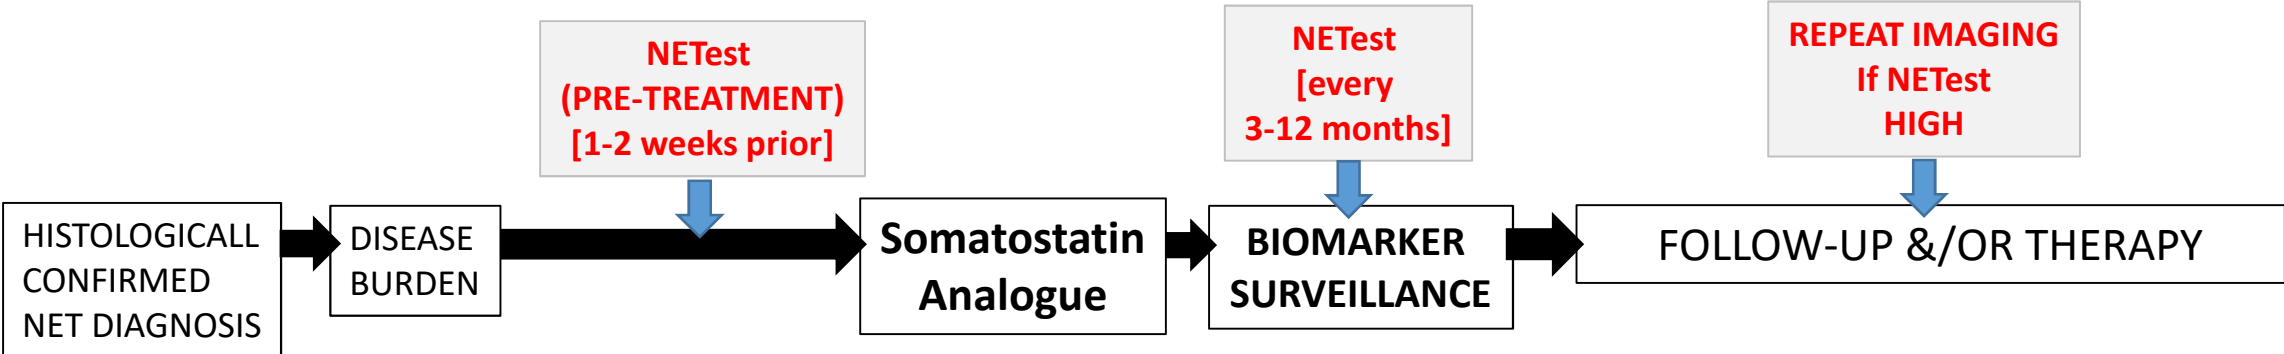 NETest
(PRE-TREATMENT)
[1-2 weeks prior]
NETest
[every
3-12 months]
REPEAT IMAGING
If NETest
HIGH
HISTOLOGICALL
CONFIRMED
NET DIAGNOSIS
DISEASE
BURDEN
Somatostatin
Analogue
BIOMARKER
SURVEILLANCE
FOLLOW-UP &/OR THERAPY